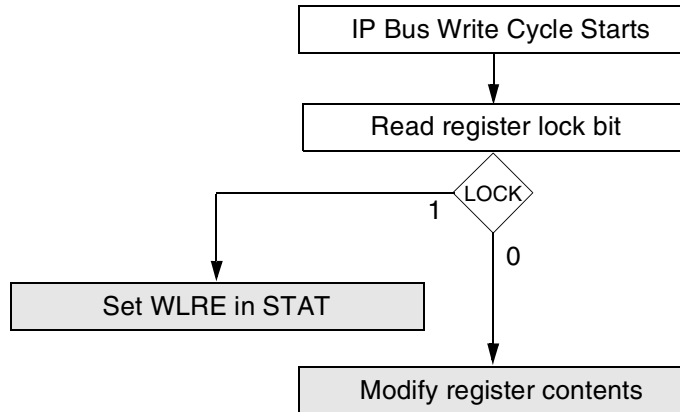 IP Bus Write Cycle Starts
Read register lock bit
LOCK
1
0
Set WLRE in STAT
Modify register contents